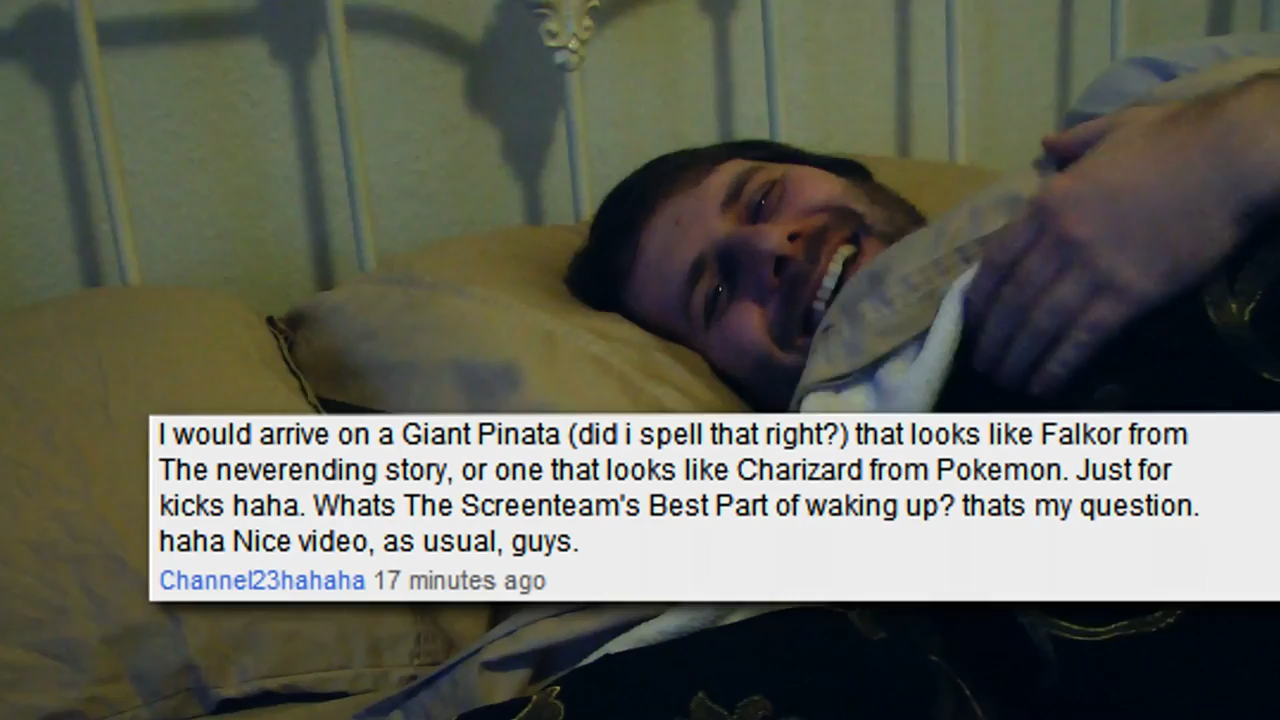 I would arrive on a Giant Pinata (did i spell that right?) that looks like Falkor from
The neverending story, or one that looks like Charizard from Pokemon. Just for
kicks haha. Whats The Screenteam's Best Part of waking up? thats my question.
haha Nice video, as usual, guys.
Channel23hahaha 17 minutes ago